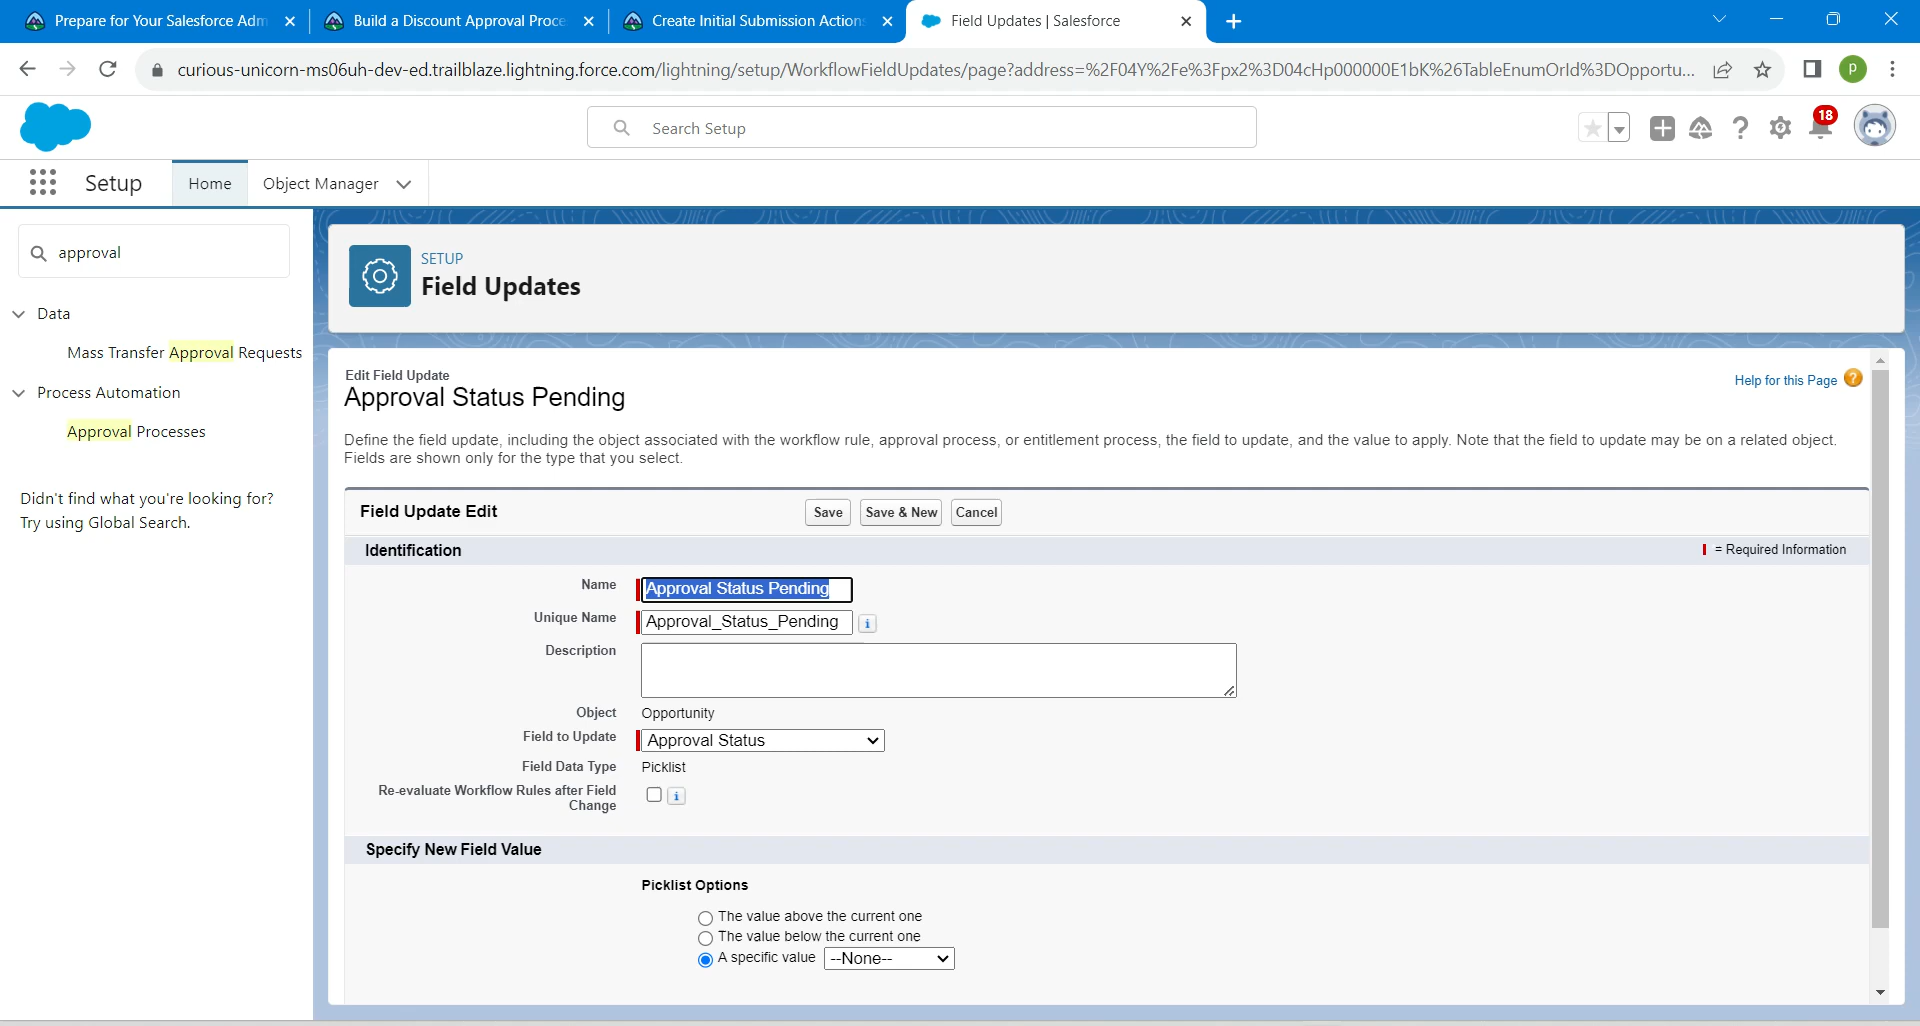 Prepare for Your Salesforce Adm
Build a Discount Approval Proce
Create Initial Submission Action
Field Updates | Salesforce
curious-unicorn-ms06uh-dev-ed.trailblaze.lightning.force.com/lightning/setup/WorkflowFieldUpdates/page?address=%2F04Y%2Fe%3Fpx2%3D04cHp000000E1bK%26TableEnumOrId%3DOpportu...
P
Search Setup
18
Setup
Home
Object Manager
approval
SETUP
Field Updates
Data
Mass Transfer Approval Requests
Process Automation
Approval Processes
Didn't find what you're looking for?
Try using Global Search.
Edit Field Update
Approval Status Pending
Help for this Page
Define the field update, including the object associated with the workflow rule, approval process, or entitlement process, the field to update, and the value to apply. Note that the field to update may be on a related object.
Fields are shown only for the type that you select.
Field Update Edit
Save
Save & New
Cancel
Identification
= Required Information
Name
Approval Status Pending
Unique Name
Approval_Status_Pending
i
Description
Object
Opportunity
Field to Update
Approval Status
Field Data Type
Picklist
Re-evaluate Workflow Rules after Field
Change
i
Specify New Field Value
Picklist Options
The value above the current one
The value below the current one
A specific value
--None--